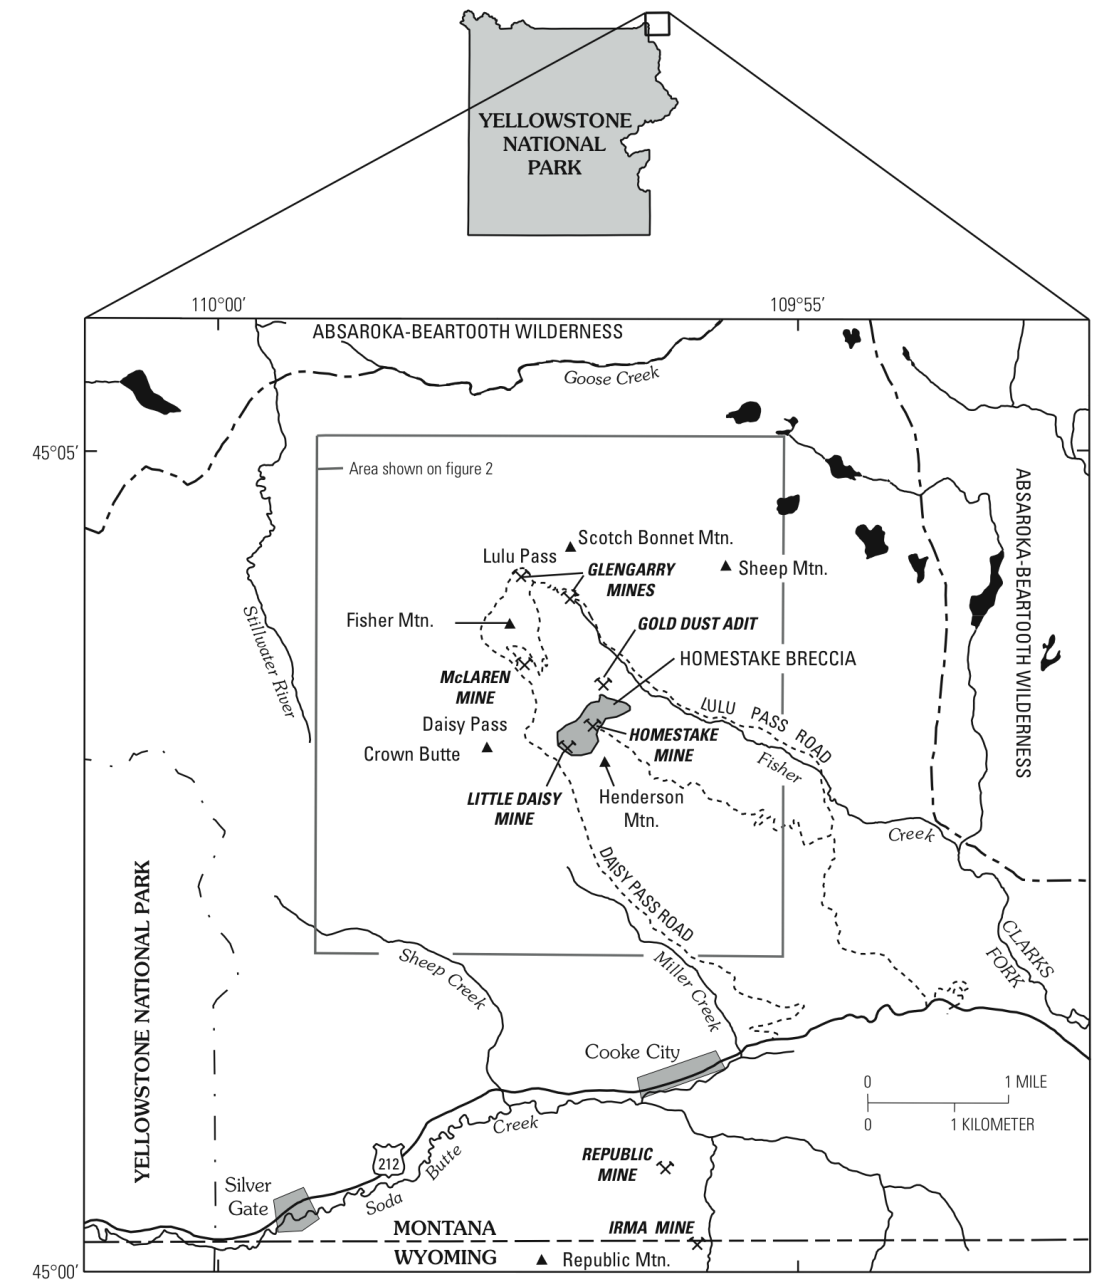 YELLOWSTONE
NATIONAL
PARK
110°00'
109°55'
ABSAROKA-BEARTOOTH WILDERNESS
Goose Creek
45°05'
Area shown on figure 2
ABSAROKA-BEARTOOTH WILDERNESS
Scotch Bonnet Mtn.
Lulu Pass
Sheep Mtn.
GLENGARRY
MINES
Stillwater River
Fisher Mtn.
GOLD DUST ADIT
HOMESTAKE BRECCIA
McLAREN
MINE
LULU PASS ROAD
Daisy Pass
HOMESTAKE
MINE
Crown Butte
Fisher
Creek
LITTLE DAISY
MINE
Henderson
Mtn.
DAISY PASS ROAD
YELLOWSTONE NATIONAL PARK
CLARKS
FORK
Sheep Creek
Miller Creek
Cooke City
0 1 MILE
0 1 KILOMETER
Creek
212
Butte
Soda
REPUBLIC
MINE
Silver
Gate
IRMA MINE
MONTANA
WYOMING
Republic Mtn.
45°00'